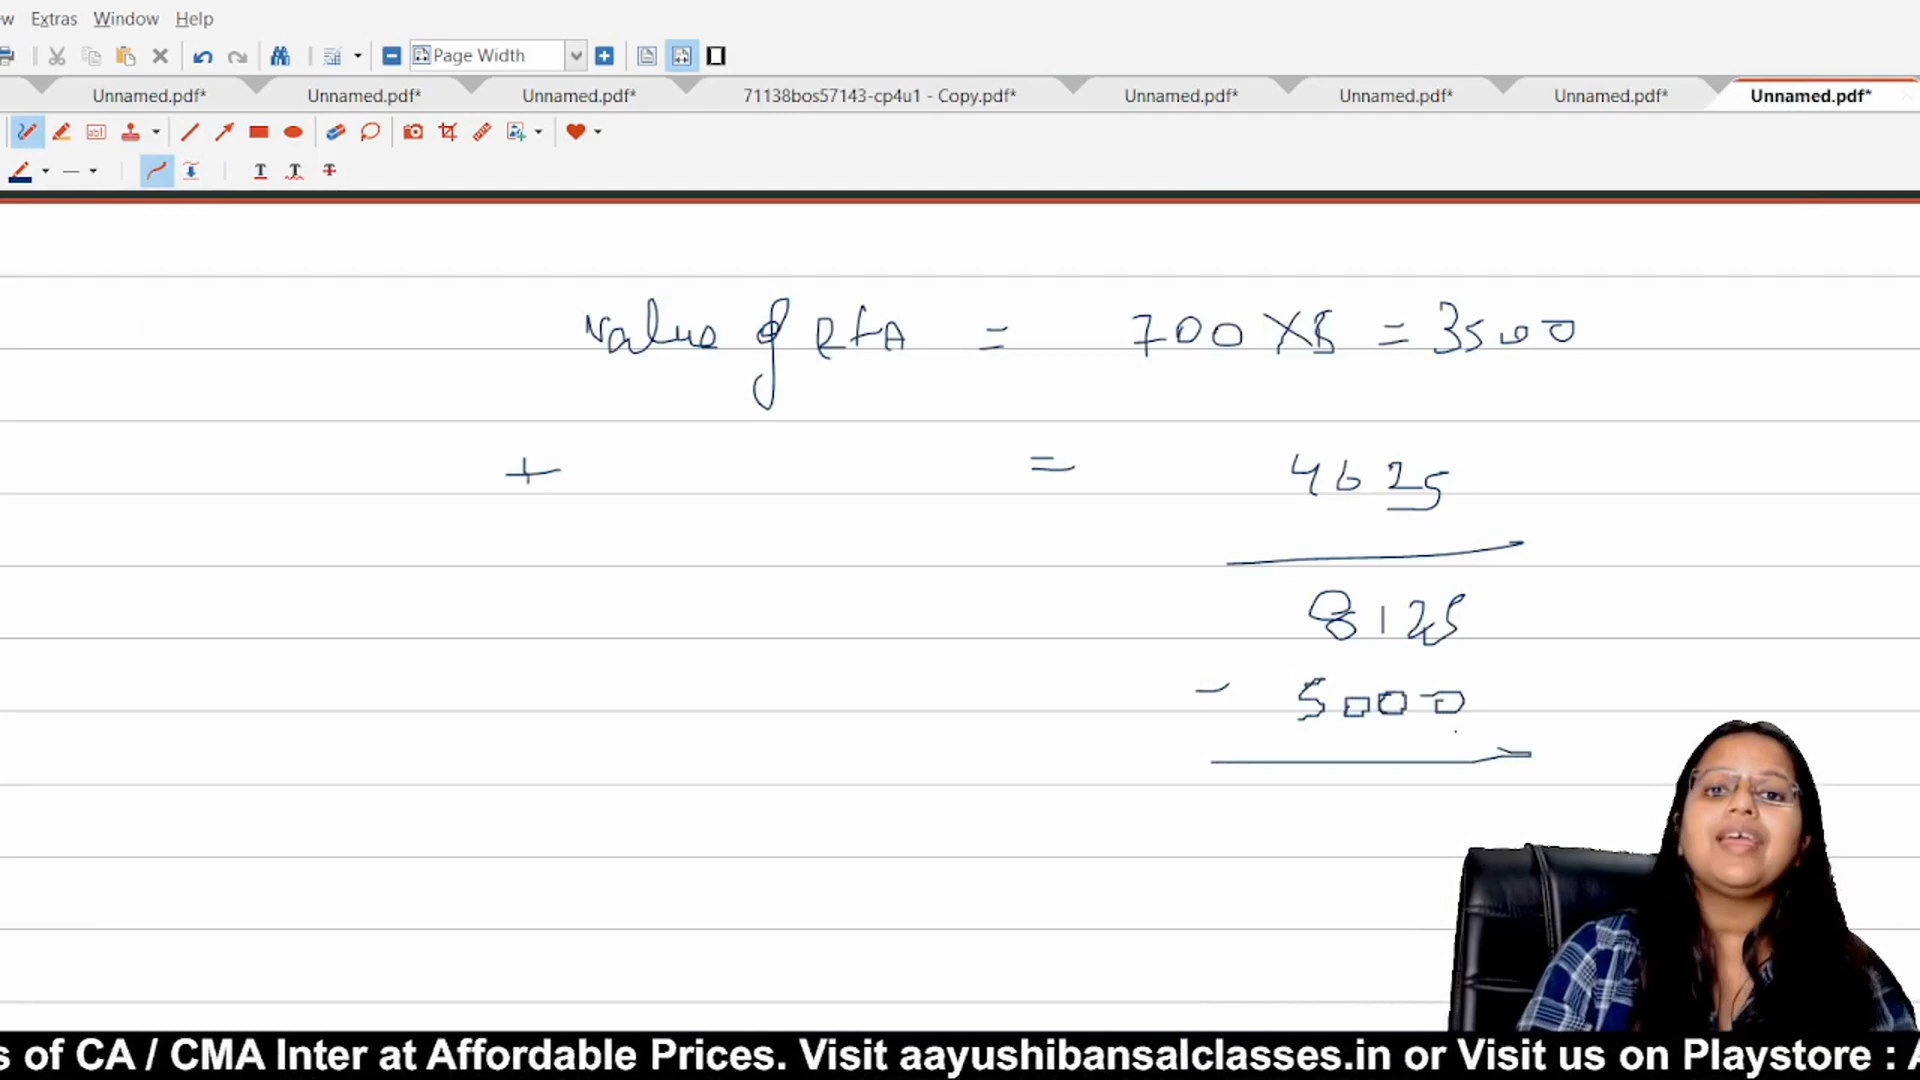 Extras Window Help
Page Width
Unnamed.pdf* Unnamed.pdf* Unnamed.pdf* 71138bos57143-cp4u1 - Copy.pdf* Unnamed.pdf* Unnamed.pdf* Unnamed.pdf* Unnamed.pdf*
value of RFA = 700 X 5 = 3500
+ = 4625
8125
- 5000
s of CA / CMA Inter at Affordable Prices. Visit aayushibansalclasses.in or Visit us on Playstore : A